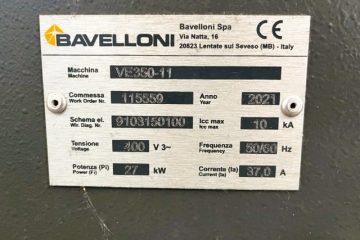 BAVELLONI
Bavelloni Spa
Via Natta, 16
20823 Lentate sul Seveso (MB) - Italy
CE
Macchina
Machine
VE350-11
Commessa
Work Order Nr.
115559
Anno
Year
2021
Schema el.
Wir. Diag. Nr.
9103150100
Icc max
Icc max
10 kA
Tensione
Voltage
400 V 3~
Frequenza
Frequency
50/60 Hz
Potenza (Pi)
Power (Pi)
27 kW
Corrente (Ia)
Current (Ia)
37,0 A